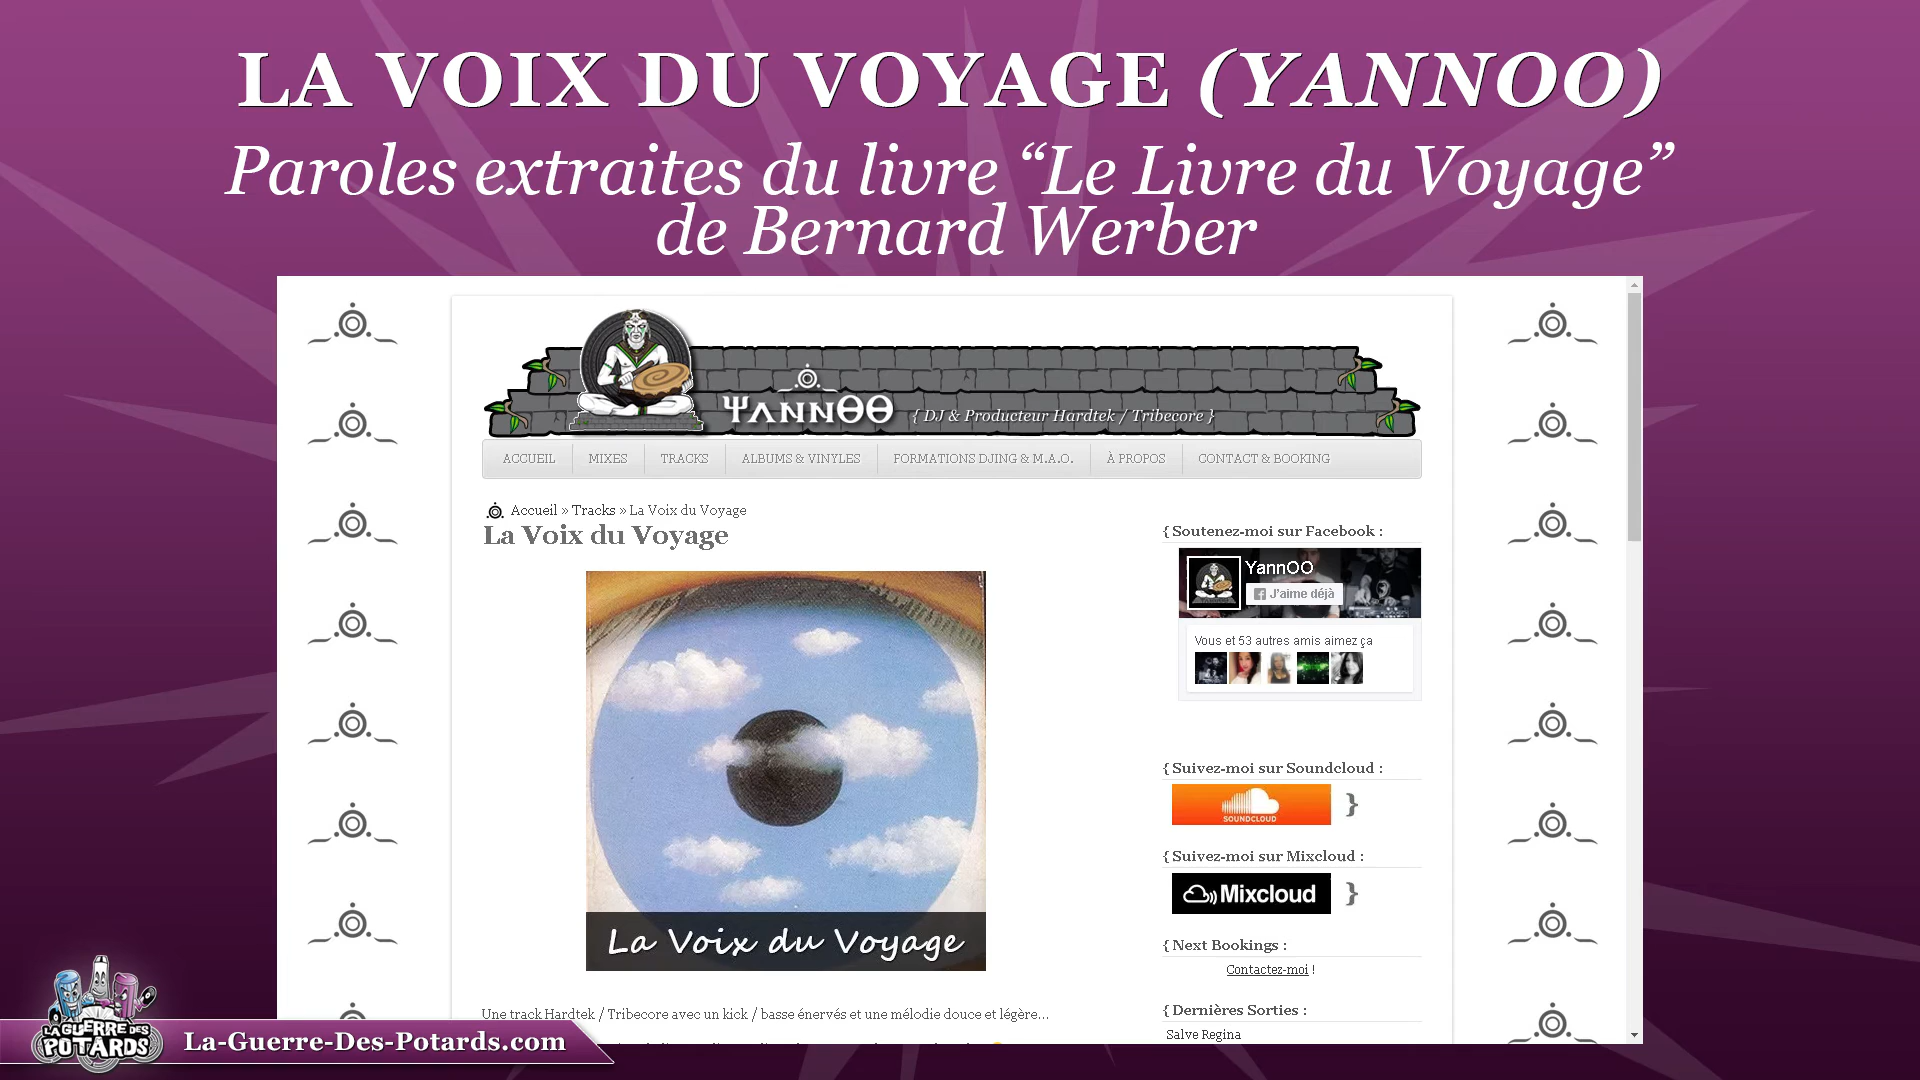 LA VOIX DU VOYAGE (YANNOO)
Paroles extraites du livre “Le Livre du Voyage”
de Bernard Werber
YANNOO
{ DJ & Producteur Hardtek / Tribecore }
ACCUEIL
MIXES
TRACKS
ALBUMS & VINYLES
FORMATIONS DJING & M.A.O.
À PROPOS
CONTACT & BOOKING
Accueil » Tracks » La Voix du Voyage
La Voix du Voyage
La Voix du Voyage
Une track Hardtek / Tribecore avec un kick / basse énervés et une mélodie douce et légère…
{ Soutenez-moi sur Facebook :
YannOO
J'aime déjà
Vous et 53 autres amis aimez ça
{ Suivez-moi sur Soundcloud :
SOUNDCLOUD
}
{ Suivez-moi sur Mixcloud :
Mixcloud
}
{ Next Bookings :
Contactez-moi !
{ Dernières Sorties :
Salve Regina
LA GUERRE DES
POTARDS
La-Guerre-Des-Potards.com